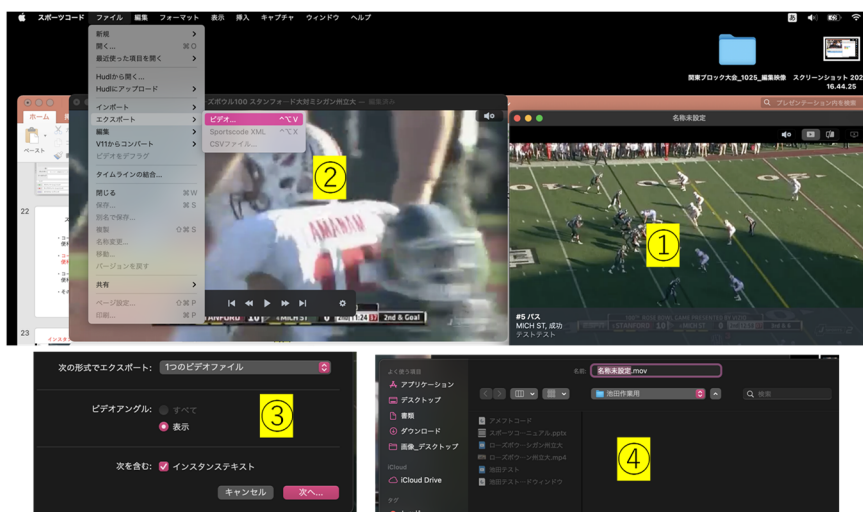 スポーツコード ファイル 編集 フォーマット 表示 挿入 キャプチャ ウィンドウ ヘルプ
新規
開く... ⌘O
最近使った項目を開く
Hudlから開く...
Hudlにアップロード
インポート
エクスポート
編集
V11からコンバート
ビデオをデフラグ
タイムラインの結合...
閉じる ⌘W
保存... ⌘S
別名で保存...
複製 ⇧⌘S
名称変更...
移動...
バージョンを戻す
共有
ページ設定... ⇧⌘P
印刷... ⌘P
ビデオ... ^⌥V
Sportscode XML ^⌥X
CSVファイル...
ーズボウル100 スタンフォード大対ミシガン州立大 — 編集済み
関東ブロック大会_1025_編集映像
スクリーンショット 202
16.44.25
プレゼンテーション内を検索
ホーム
ペースト
22
23
名称未設定
②
AMANAM
①
STANFORD 10 MICH ST 0 11:24 2nd & Goal
#5 パス
MICH ST, 成功
テストテスト
次の形式でエクスポート: 1つのビデオファイル
ビデオアングル: すべて
表示
③
次を含む: インスタンステキスト
キャンセル 次へ...
名前: 名称未設定.mov
よく使う項目
アプリケーション
デスクトップ
書類
ダウンロード
画像_デスクトップ
iCloud
iCloud Drive
タグ
池田作業用
検索
アメフトコード
スポーツコーニュアル.pptx
ローズボウーシガン州立大
ローズボウーン州立大.mp4
池田テスト
池田テストードウィンドウ
④